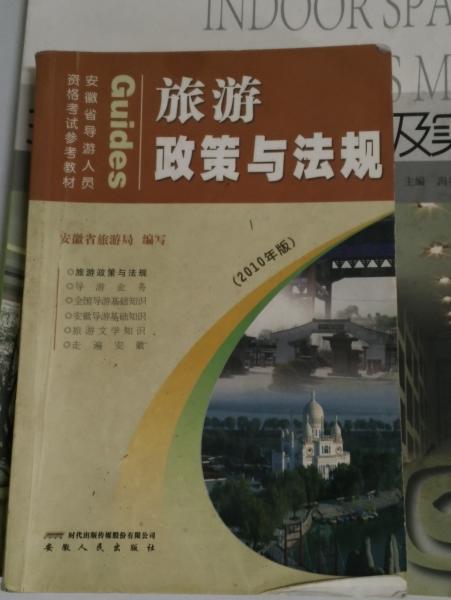 INDOOR SPA
S M
及实
主编
安徽省导游人员
资格考试参考教材
Guides
旅游
政策与法规
安徽省旅游局 编写
(2010年版)
◎旅游政策与法规
◎导游业务
◎全国导游基础知识
◎安徽导游基础知识
◎旅游文学知识
◎走遍安徽
时代出版传媒股份有限公司
安徽人民出版社